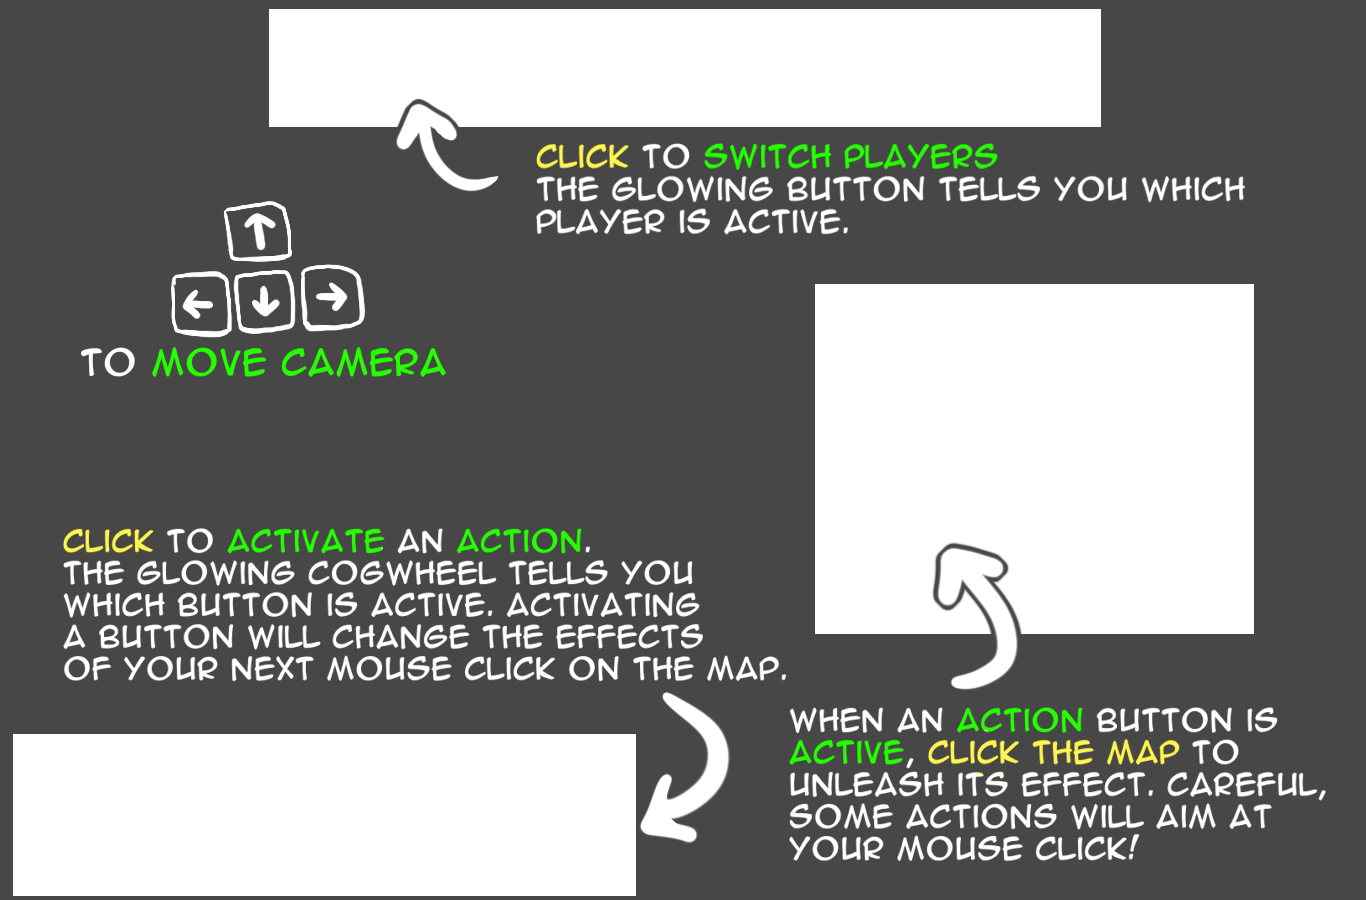 CLICK TO SWITCH PLAYERS
THE GLOWING BUTTON TELLS YOU WHICH
PLAYER IS ACTIVE.
TO MOVE CAMERA
CLICK TO ACTIVATE AN ACTION.
THE GLOWING COGWHEEL TELLS YOU
WHICH BUTTON IS ACTIVE. ACTIVATING
A BUTTON WILL CHANGE THE EFFECTS
OF YOUR NEXT MOUSE CLICK ON THE MAP.
WHEN AN ACTION BUTTON IS
ACTIVE, CLICK THE MAP TO
UNLEASH ITS EFFECT. CAREFUL,
SOME ACTIONS WILL AIM AT
YOUR MOUSE CLICK!